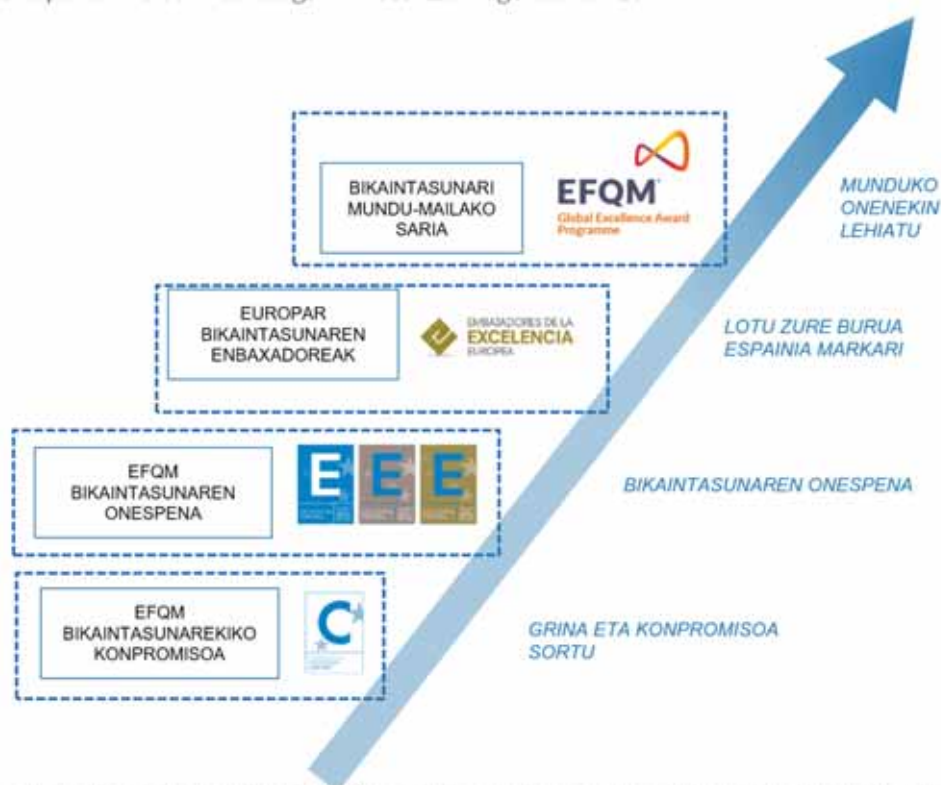 BIKAINTASUNARI
MUNDU-MAILAKO
SARIA
EFQM
Global Excellence Award
Programme
MUNDUKO
ONENEKIN
LEHIATU
EUROPAR
BIKAINTASUNAREN
ENBAXADOREAK
EMBAJADORES DE LA
EXCELENCIA
EUROPEA
LOTU ZURE BURUA
ESPAINIA MARKARI
EFQM
BIKAINTASUNAREN
ONESPENA
E E E
BIKAINTASUNAREN ONESPENA
EFQM
BIKAINTASUNAREKIKO
KONPROMISOA
C
GRINA ETA KONPROMISOA
SORTU